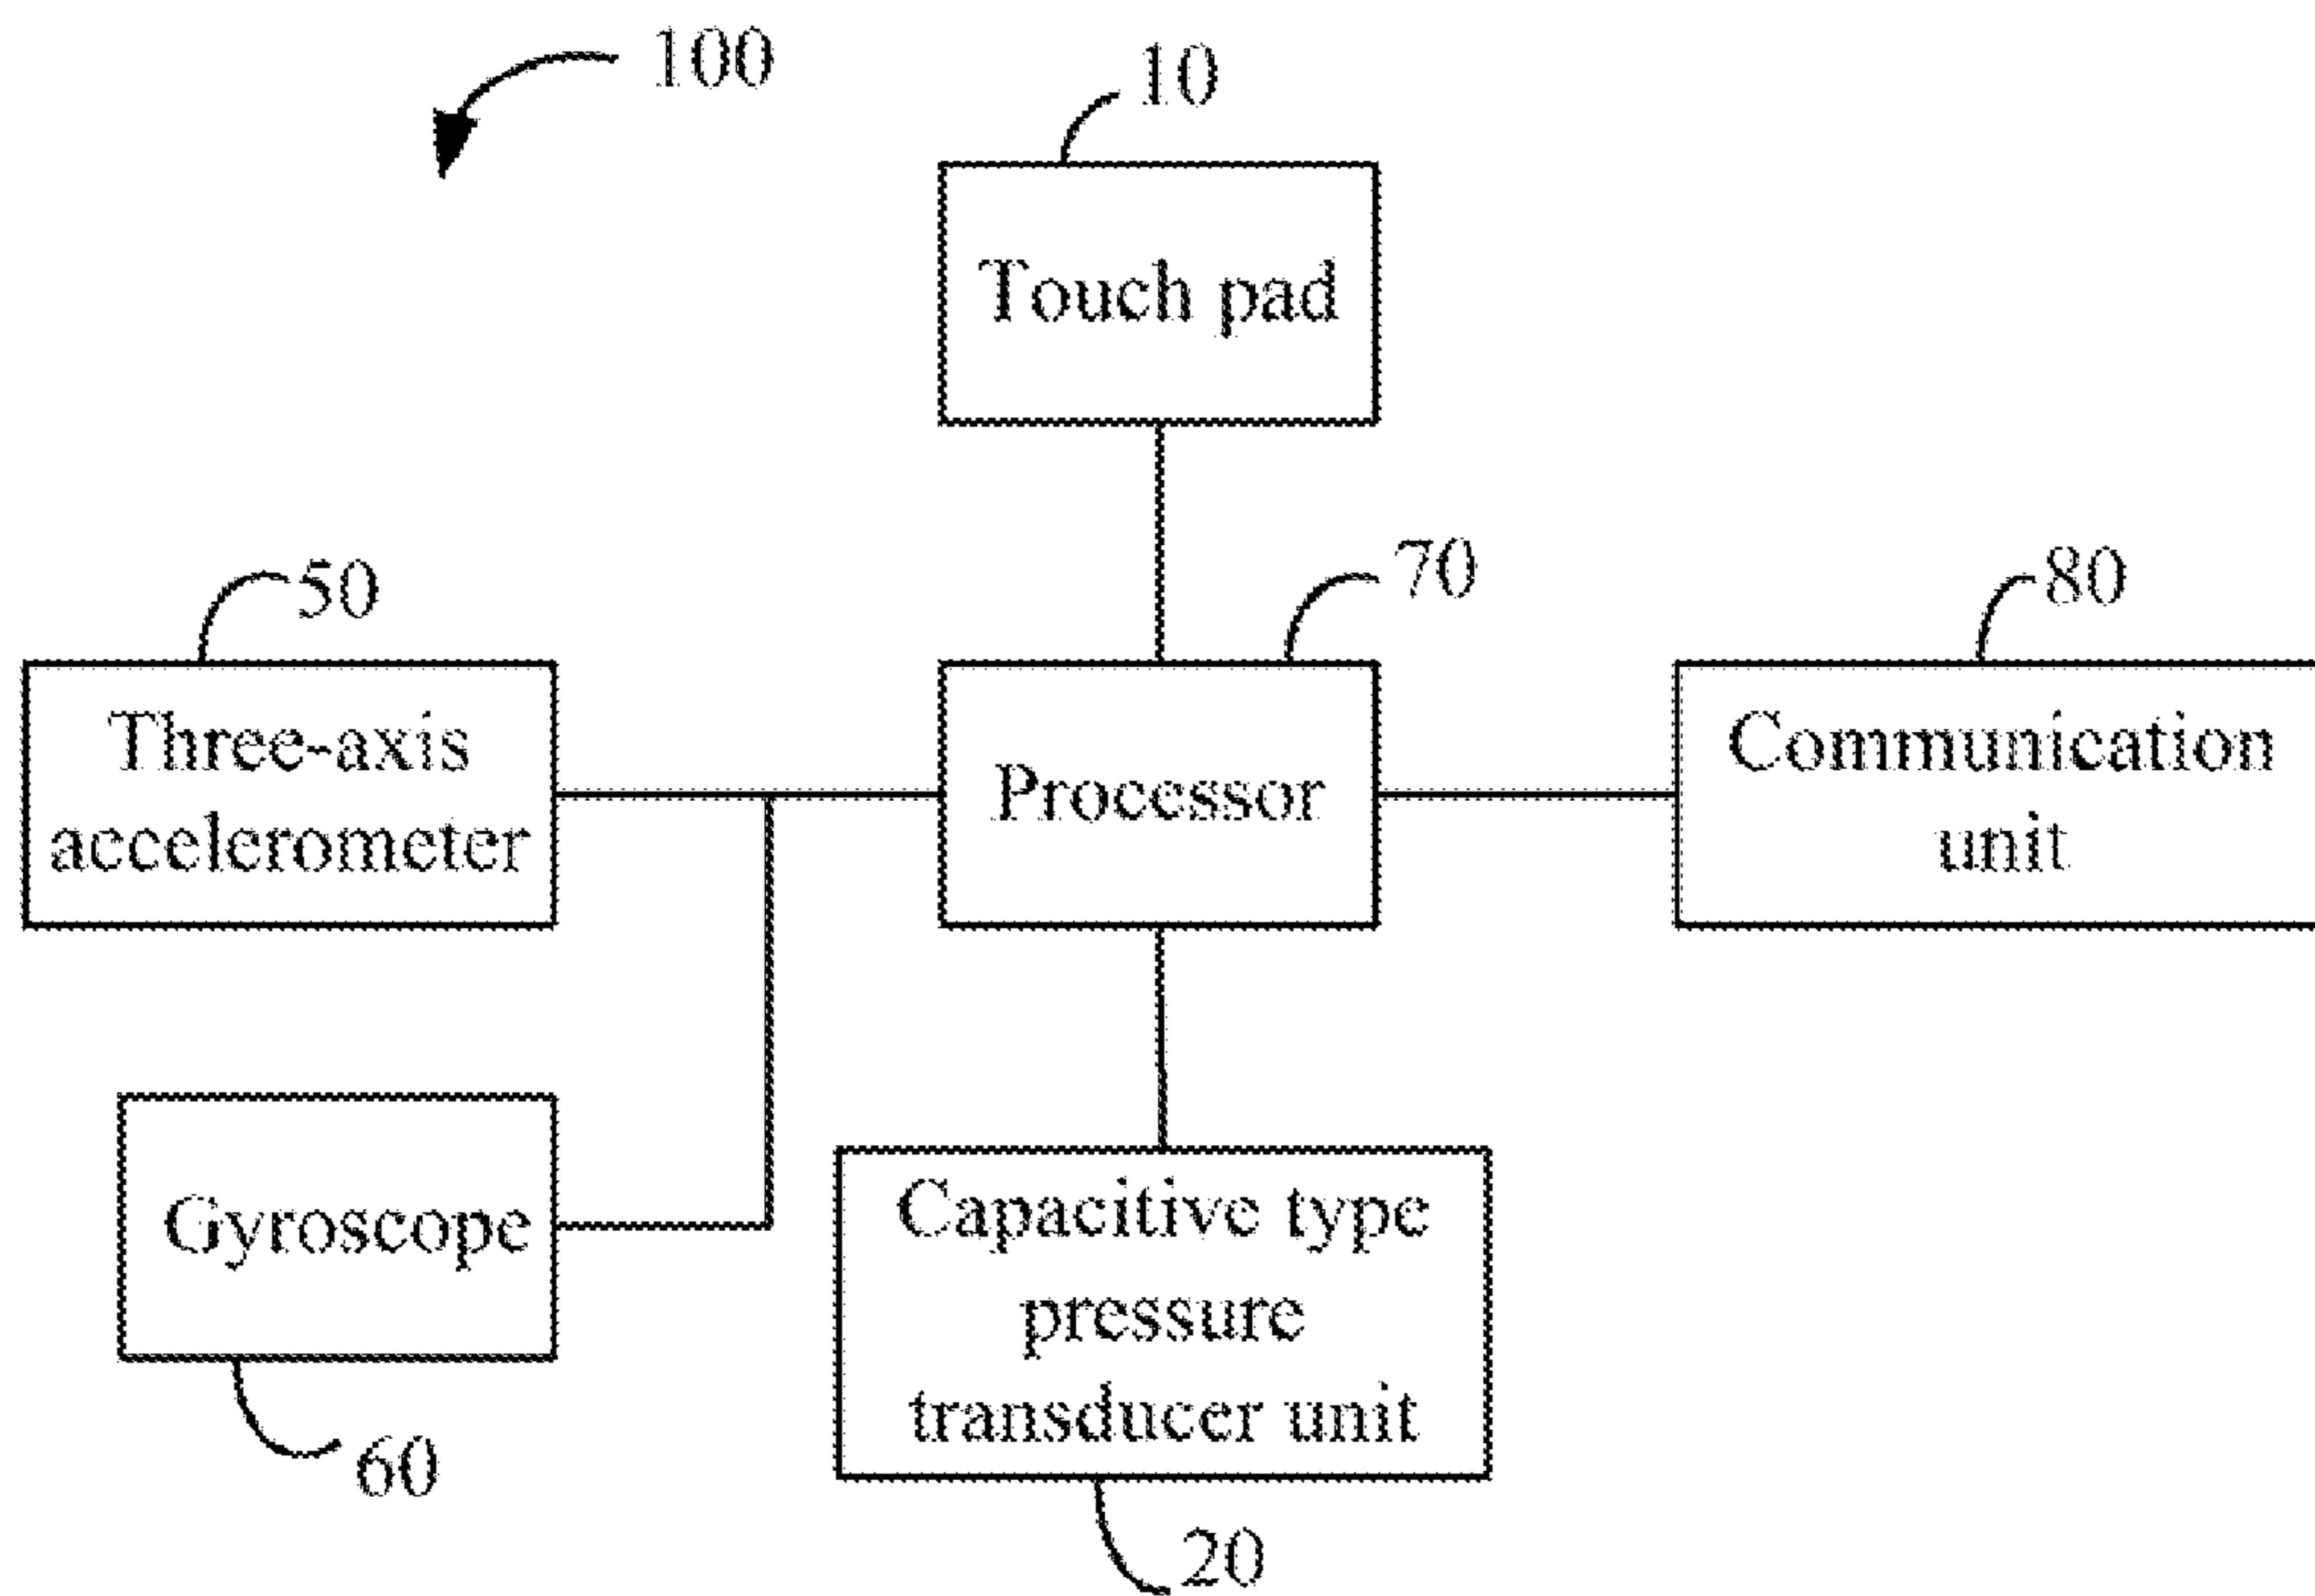 100
10
Touch pad
50
70
80
Three-axis
accelerometer
Processor
Communication
unit
Gyroscope
60
Capacitive type
pressure
transducer unit
20